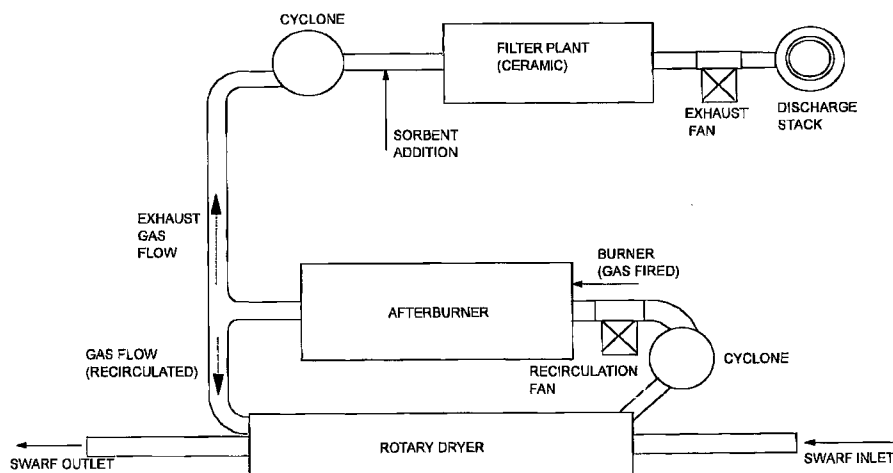 CYCLONE
FILTER PLANT
(CERAMIC)
SORBENT
ADDITION
EXHAUST
FAN
DISCHARGE
STACK
EXHAUST
GAS
FLOW
BURNER
(GAS FIRED)
AFTERBURNER
GAS FLOW
(RECIRCULATED)
RECIRCULATION
FAN
CYCLONE
ROTARY DRYER
SWARF OUTLET
SWARF INLET